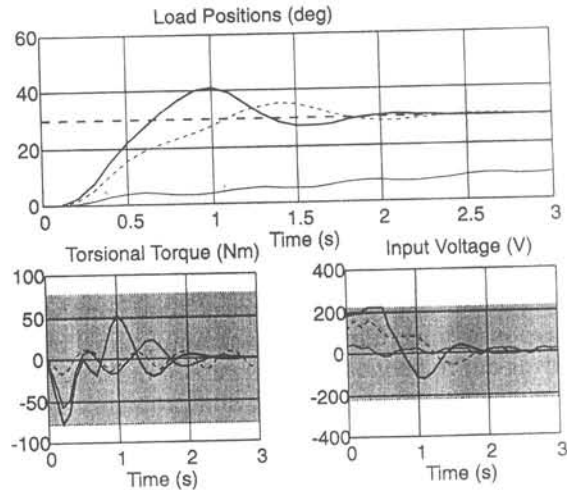 Load Positions (deg)
60
40
20
0
0 0.5 1 1.5 2 2.5 3
Time (s)
Torsional Torque (Nm)
100
50
0
-50
-100
0 1 2 3
Time (s)
Input Voltage (V)
400
200
0
-200
-400
0 1 2 3
Time (s)